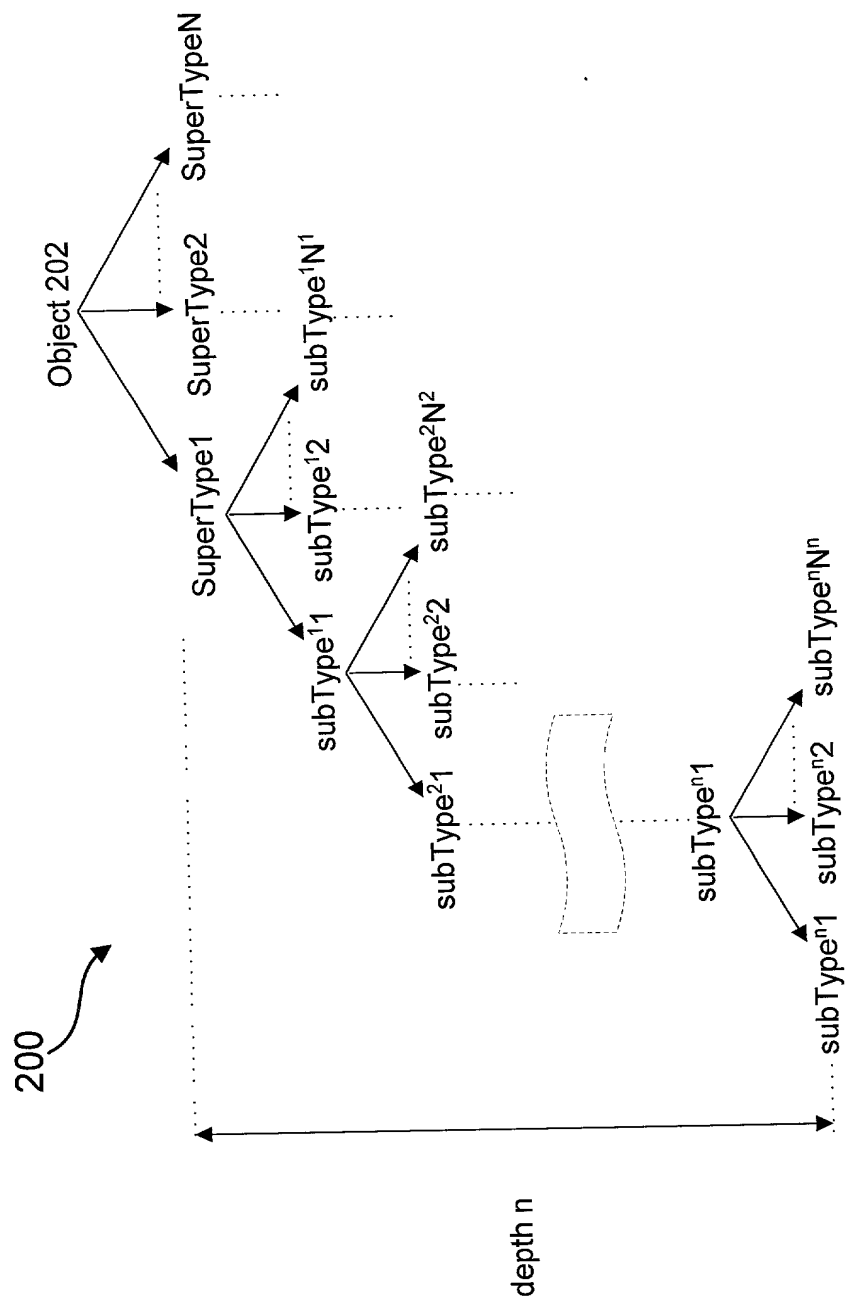 200
Object 202
SuperType1 SuperType2 SuperTypeN
subType¹1 subType¹2 subType¹N¹
subType²1 subType²2 subType²N²
subTypeⁿ1
subTypeⁿ1 subTypeⁿ2 subTypeⁿNⁿ
depth n